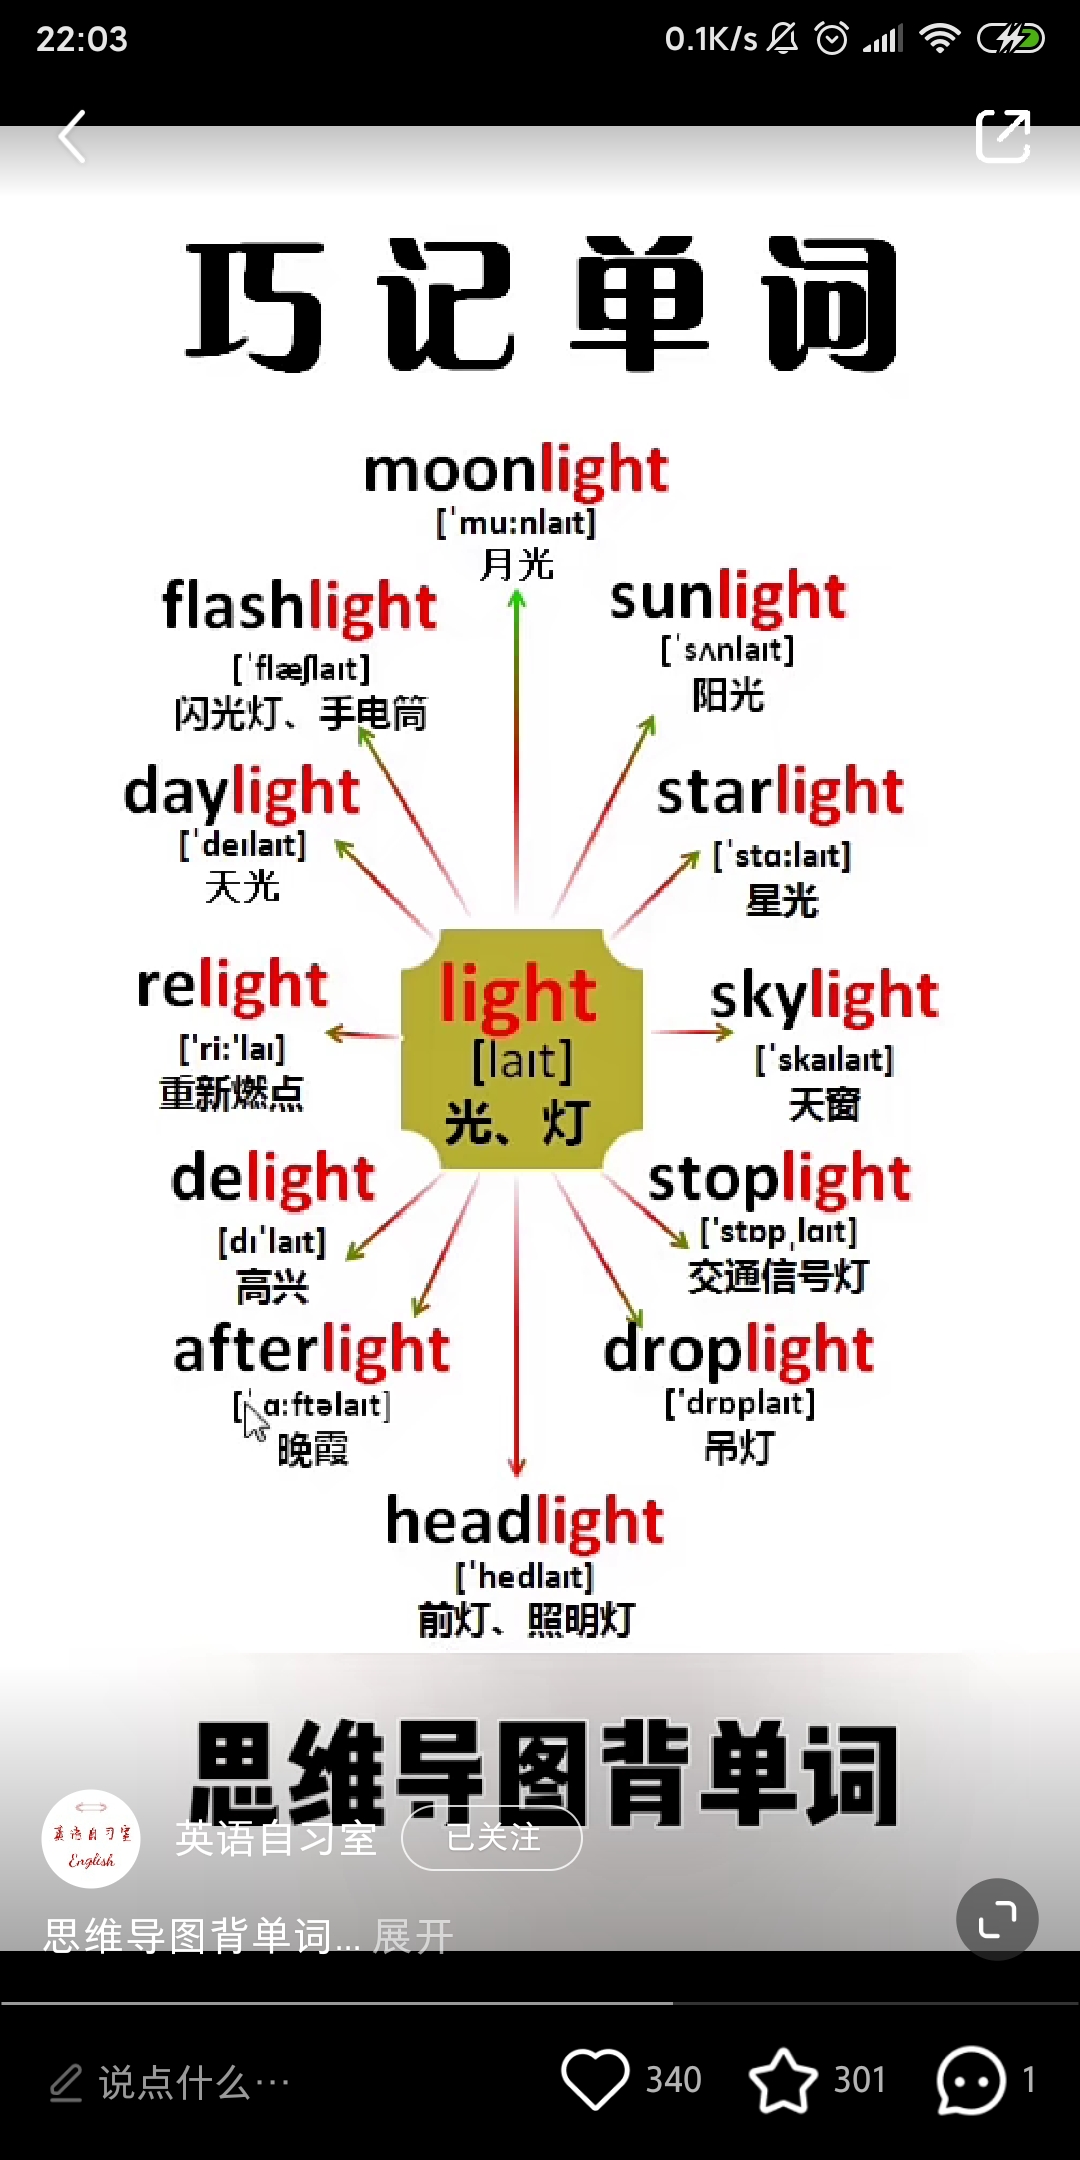 22:03
0.1K/s
巧记单词
moonlight
[ˈmu:nlaɪt]
月光
flashlight
[ˈflæʃlaɪt]
闪光灯、手电筒
sunlight
[ˈsʌnlaɪt]
阳光
daylight
[ˈdeɪlaɪt]
天光
starlight
[ˈstɑ:laɪt]
星光
relight
['ri:'laɪ]
重新燃点
light
[laɪt]
光、灯
skylight
[ˈskaɪlaɪt]
天窗
delight
[dɪˈlaɪt]
高兴
stoplight
['stɒpˌlɑɪt]
交通信号灯
afterlight
[ˈɑ:ftəlaɪt]
晚霞
droplight
['drɒplaɪt]
吊灯
headlight
[ˈhedlaɪt]
前灯、照明灯
思维导图背单词
英语自习室
English
英语自习室
已关注
思维导图背单词... 展开
说点什么…
340
301
1